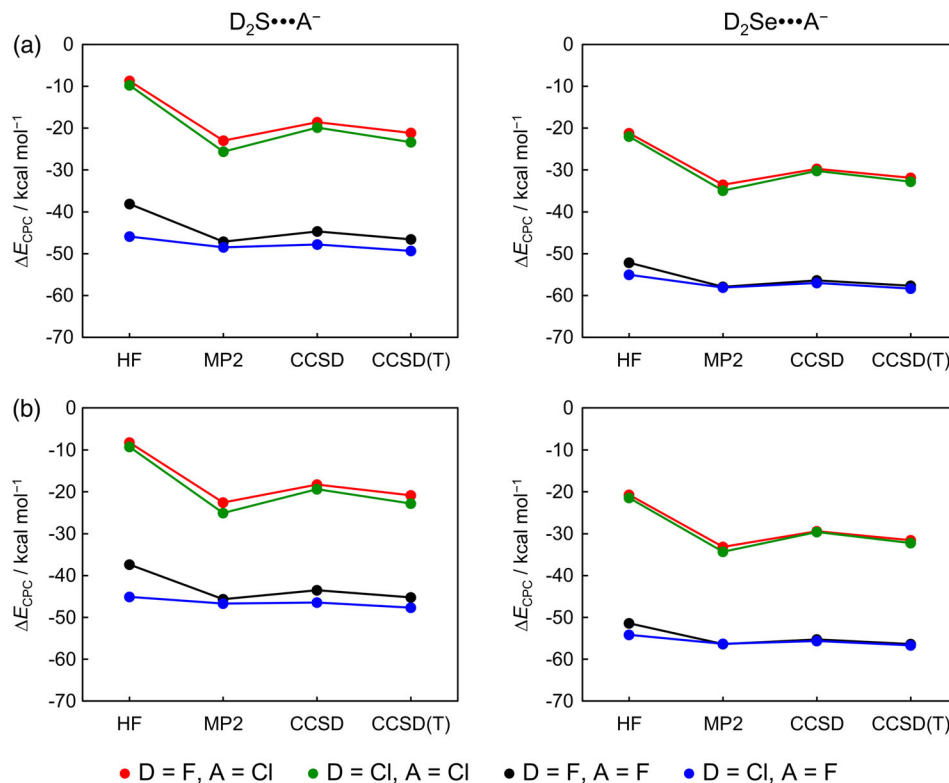 D₂S•••A⁻
D₂Se•••A⁻
(a)
ΔE_CPC / kcal mol⁻¹
0
-10
-20
-30
-40
-50
-60
-70
HF MP2 CCSD CCSD(T)
ΔE_CPC / kcal mol⁻¹
0
-10
-20
-30
-40
-50
-60
-70
HF MP2 CCSD CCSD(T)
(b)
ΔE_CPC / kcal mol⁻¹
0
-10
-20
-30
-40
-50
-60
-70
HF MP2 CCSD CCSD(T)
ΔE_CPC / kcal mol⁻¹
0
-10
-20
-30
-40
-50
-60
-70
HF MP2 CCSD CCSD(T)
D = F, A = Cl D = Cl, A = Cl D = F, A = F D = Cl, A = F